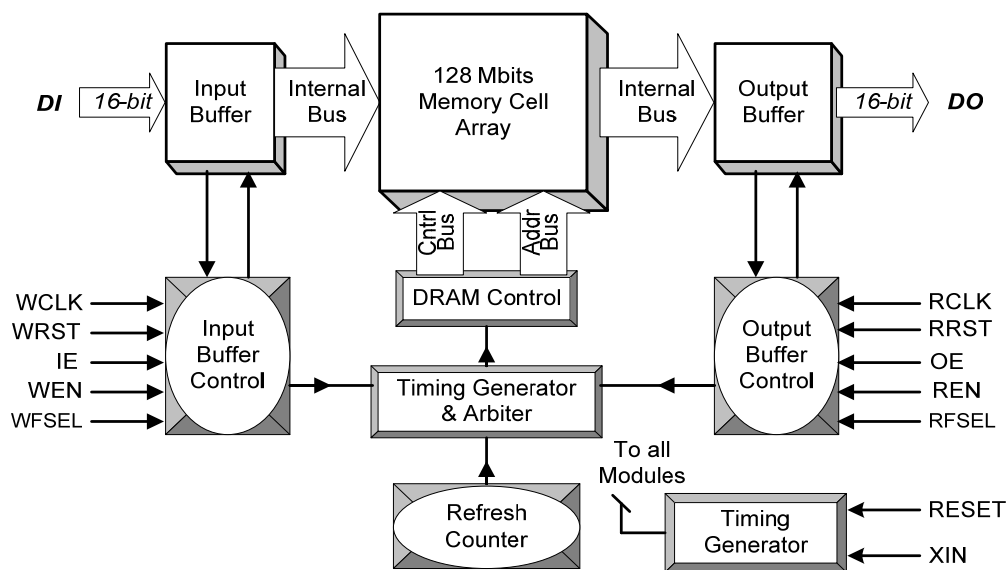 DI
16-bit
Input
Buffer
Internal
Bus
128 Mbits
Memory Cell
Array
Internal
Bus
Output
Buffer
16-bit
DO
Cntrl
Bus
Addr
Bus
DRAM Control
WCLK
WRST
IE
WEN
WFSEL
Input
Buffer
Control
Timing Generator
& Arbiter
Output
Buffer
Control
RCLK
RRST
OE
REN
RFSEL
Refresh
Counter
To all
Modules
Timing
Generator
RESET
XIN